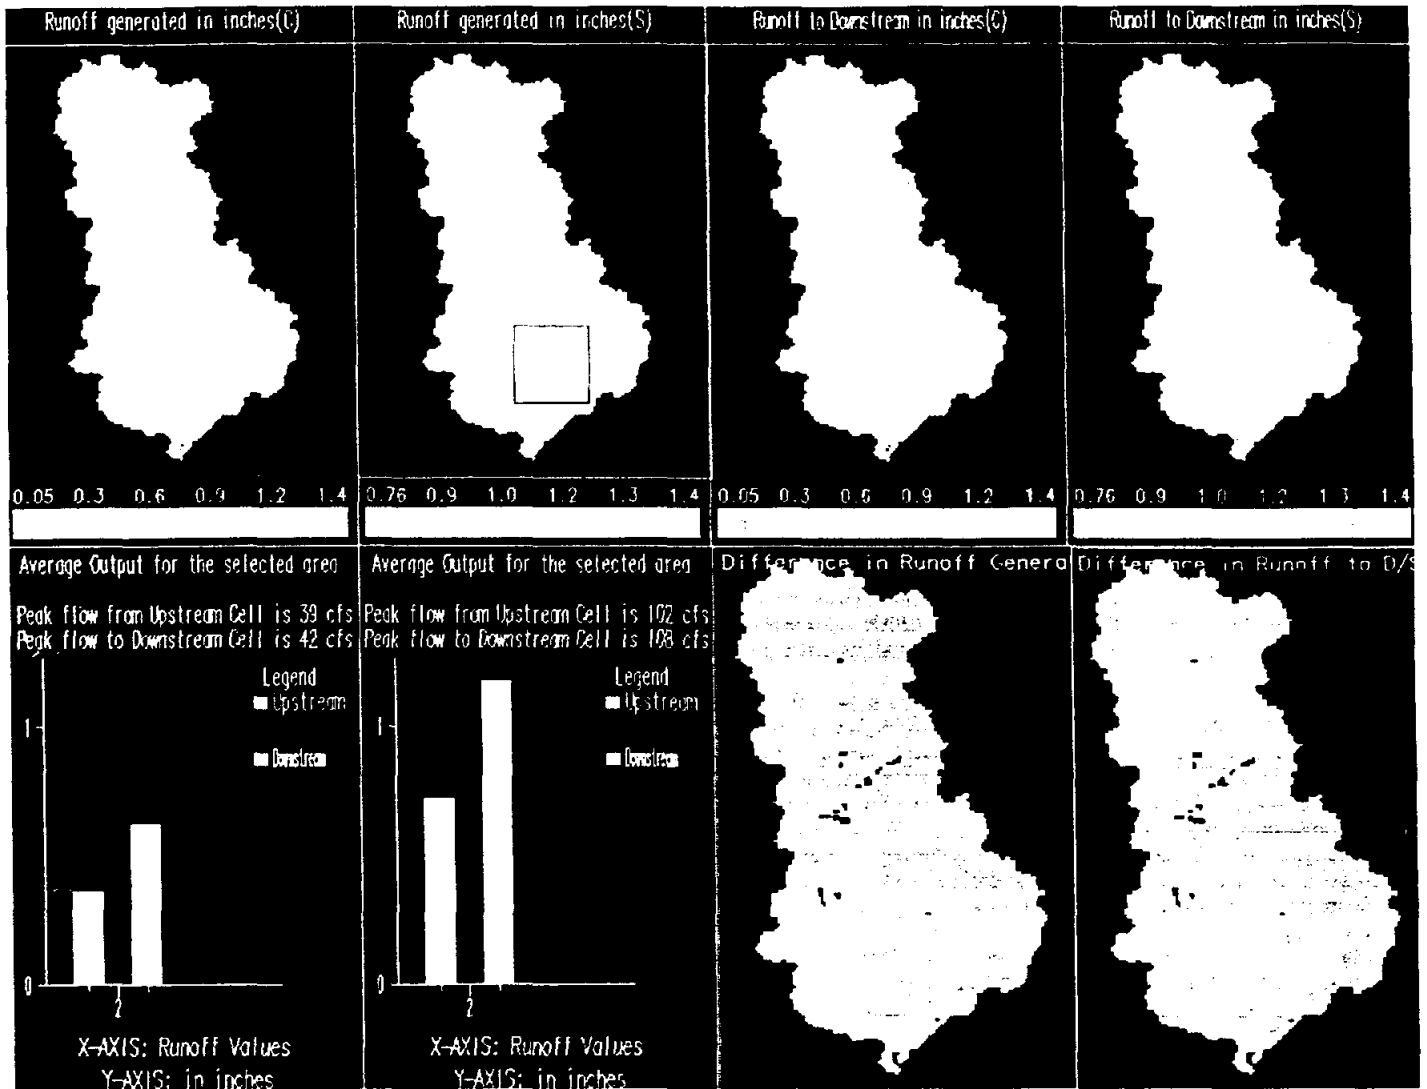 Runoff generated in inches(C)
Runoff generated in inches(S)
Runoff to Downstream in inches(C)
Runoff to Downstream in inches(S)
0.05 0.3 0.6 0.9 1.2 1.4
0.76 0.9 1.0 1.2 1.3 1.4
0.05 0.3 0.6 0.9 1.2 1.4
0.76 0.9 1.0 1.2 1.3 1.4
Average Output for the selected area
Peak flow from Upstream Cell is 39 cfs
Peak flow to Downstream Cell is 42 cfs
Legend
Upstream
Downstream
1
0
2
X-AXIS: Runoff Values
Y-AXIS: in inches
Average Output for the selected area
Peak flow from Upstream Cell is 102 cfs
Peak flow to Downstream Cell is 108 cfs
Legend
Upstream
Downstream
1
0
2
X-AXIS: Runoff Values
Y-AXIS: in inches
Difference in Runoff Genera
Difference in Runoff to D/S